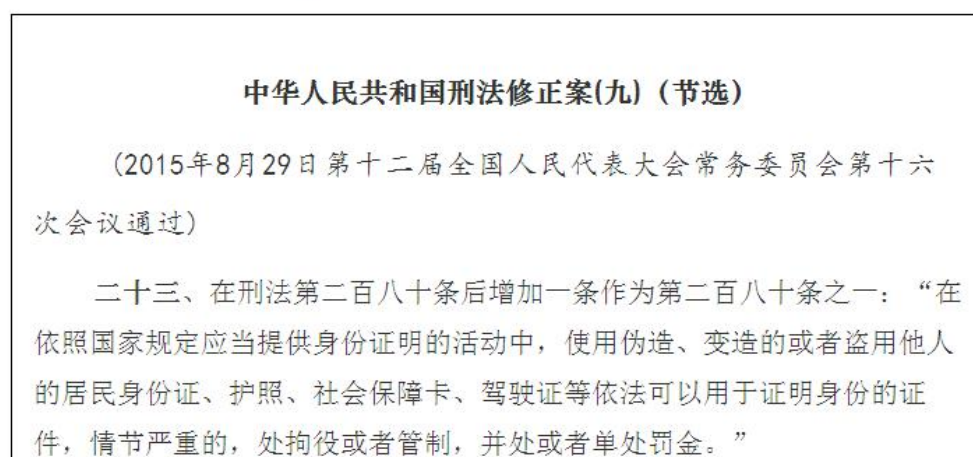 中华人民共和国刑法修正案(九)（节选）
(2015年8月29日第十二届全国人民代表大会常务委员会第十六
次会议通过)
二十三、在刑法第二百八十条后增加一条作为第二百八十条之一：“在
依照国家规定应当提供身份证明的活动中，使用伪造、变造的或者盗用他人
的居民身份证、护照、社会保障卡、驾驶证等依法可以用于证明身份的证
件，情节严重的，处拘役或者管制，并处或者单处罚金。”